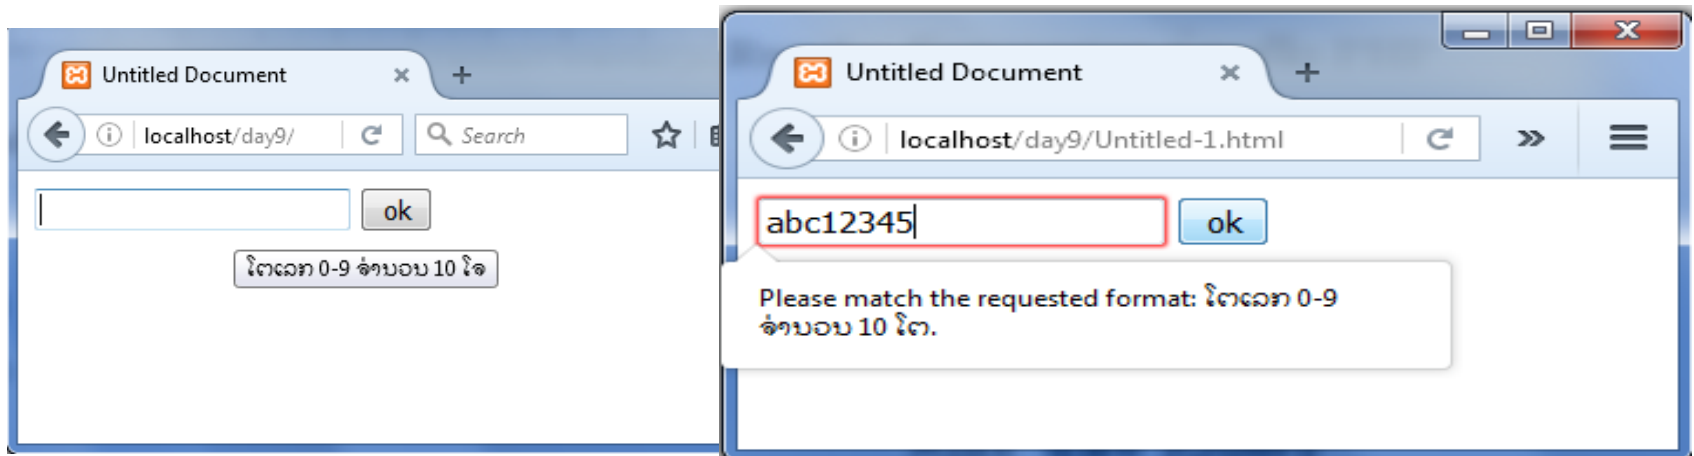 Untitled Document
localhost/day9/
Search
ok
ໂຕເລກ 0-9 ຈຳນວນ 10 ໂຕ
Untitled Document
localhost/day9/Untitled-1.html
abc12345
ok
Please match the requested format: ໂຕເລກ 0-9
ຈຳນວນ 10 ໂຕ.